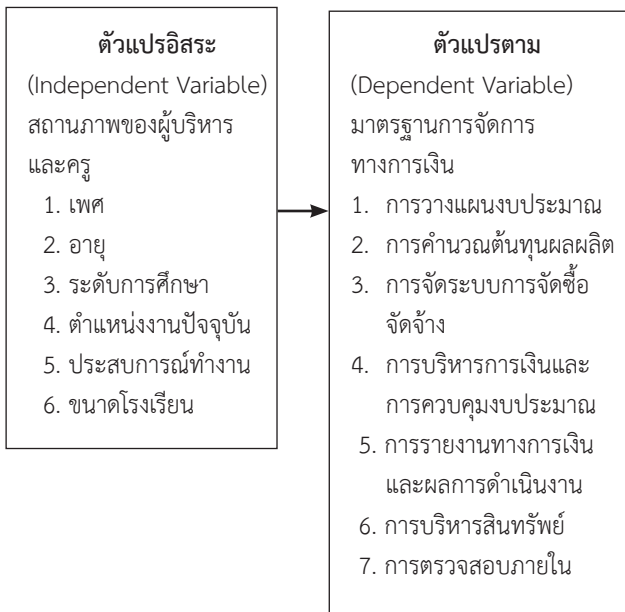 ตัวแปรอิสระ
(Independent Variable)
สถานภาพของผู้บริหาร
และครู
1. เพศ
2. อายุ
3. ระดับการศึกษา
4. ตำแหน่งงานปัจจุบัน
5. ประสบการณ์ทำงาน
6. ขนาดโรงเรียน
ตัวแปรตาม
(Dependent Variable)
มาตรฐานการจัดการ
ทางการเงิน
1. การวางแผนงบประมาณ
2. การคำนวณต้นทุนผลผลิต
3. การจัดระบบการจัดซื้อ
จัดจ้าง
4. การบริหารการเงินและ
การควบคุมงบประมาณ
5. การรายงานทางการเงิน
และผลการดำเนินงาน
6. การบริหารสินทรัพย์
7. การตรวจสอบภายใน